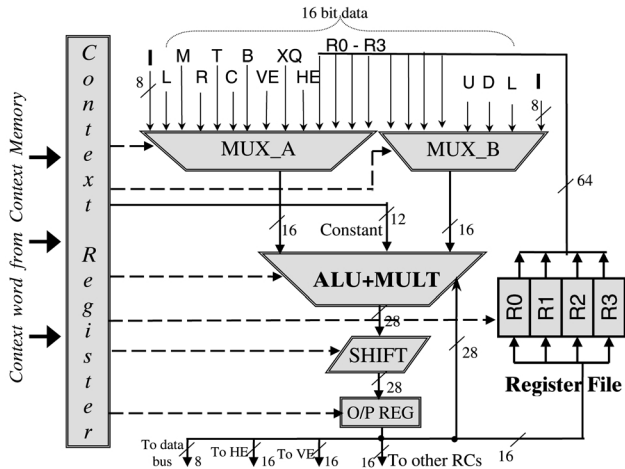 16 bit data
I M T B XQ R0 - R3
L R C VE HE
8
U D L I
8
Context word from Context Memory
Context Register
MUX_A
MUX_B
64
16
Constant
12
16
ALU+MULT
28
28
R0 R1 R2 R3
SHIFT
28
Register File
O/P REG
To data bus
8
To HE
16
To VE
16
16
To other RCs
16